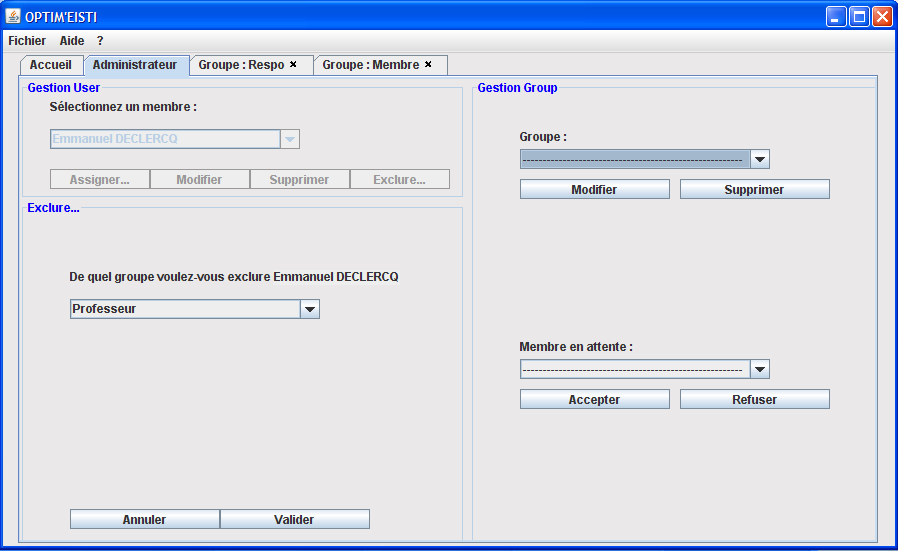 OPTIM'EISTI
Fichier Aide ?
Accueil Administrateur Groupe : Respo × Groupe : Membre ×
Gestion User
Sélectionnez un membre :
Emmanuel DECLERCQ
Assigner... Modifier Supprimer Exclure...
Exclure...
De quel groupe voulez-vous exclure Emmanuel DECLERCQ
Professeur
Annuler Valider
Gestion Group
Groupe :
--------------------------------------------------------
Modifier Supprimer
Membre en attente :
--------------------------------------------------------
Accepter Refuser